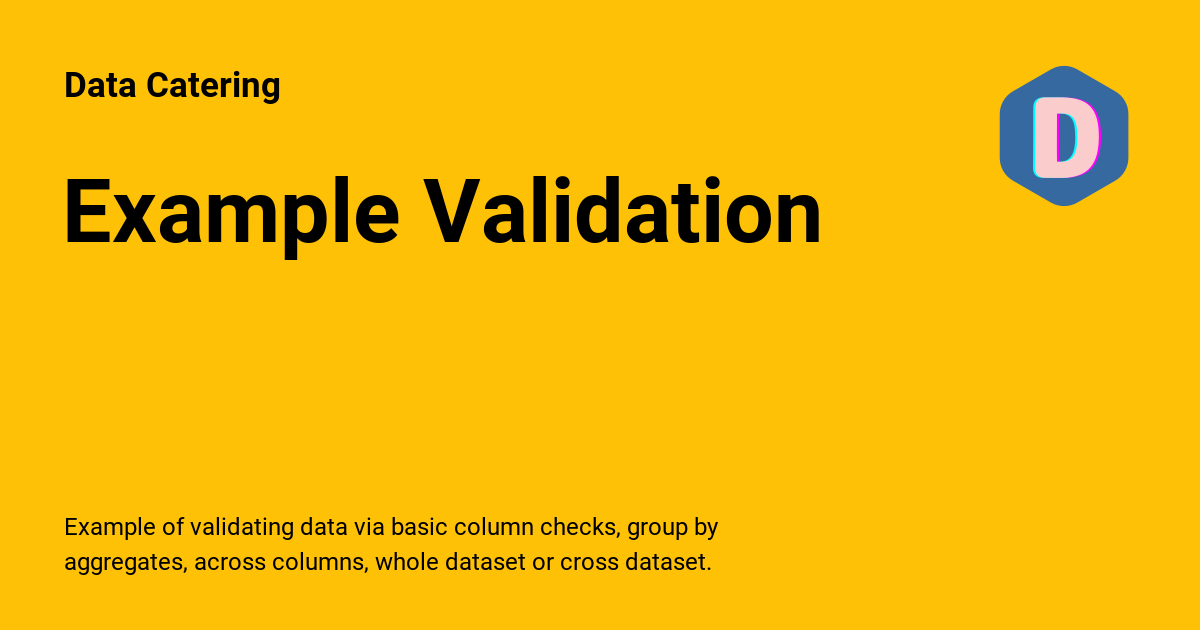 Data Catering
D
Example Validation
Example of validating data via basic column checks, group by
aggregates, across columns, whole dataset or cross dataset.